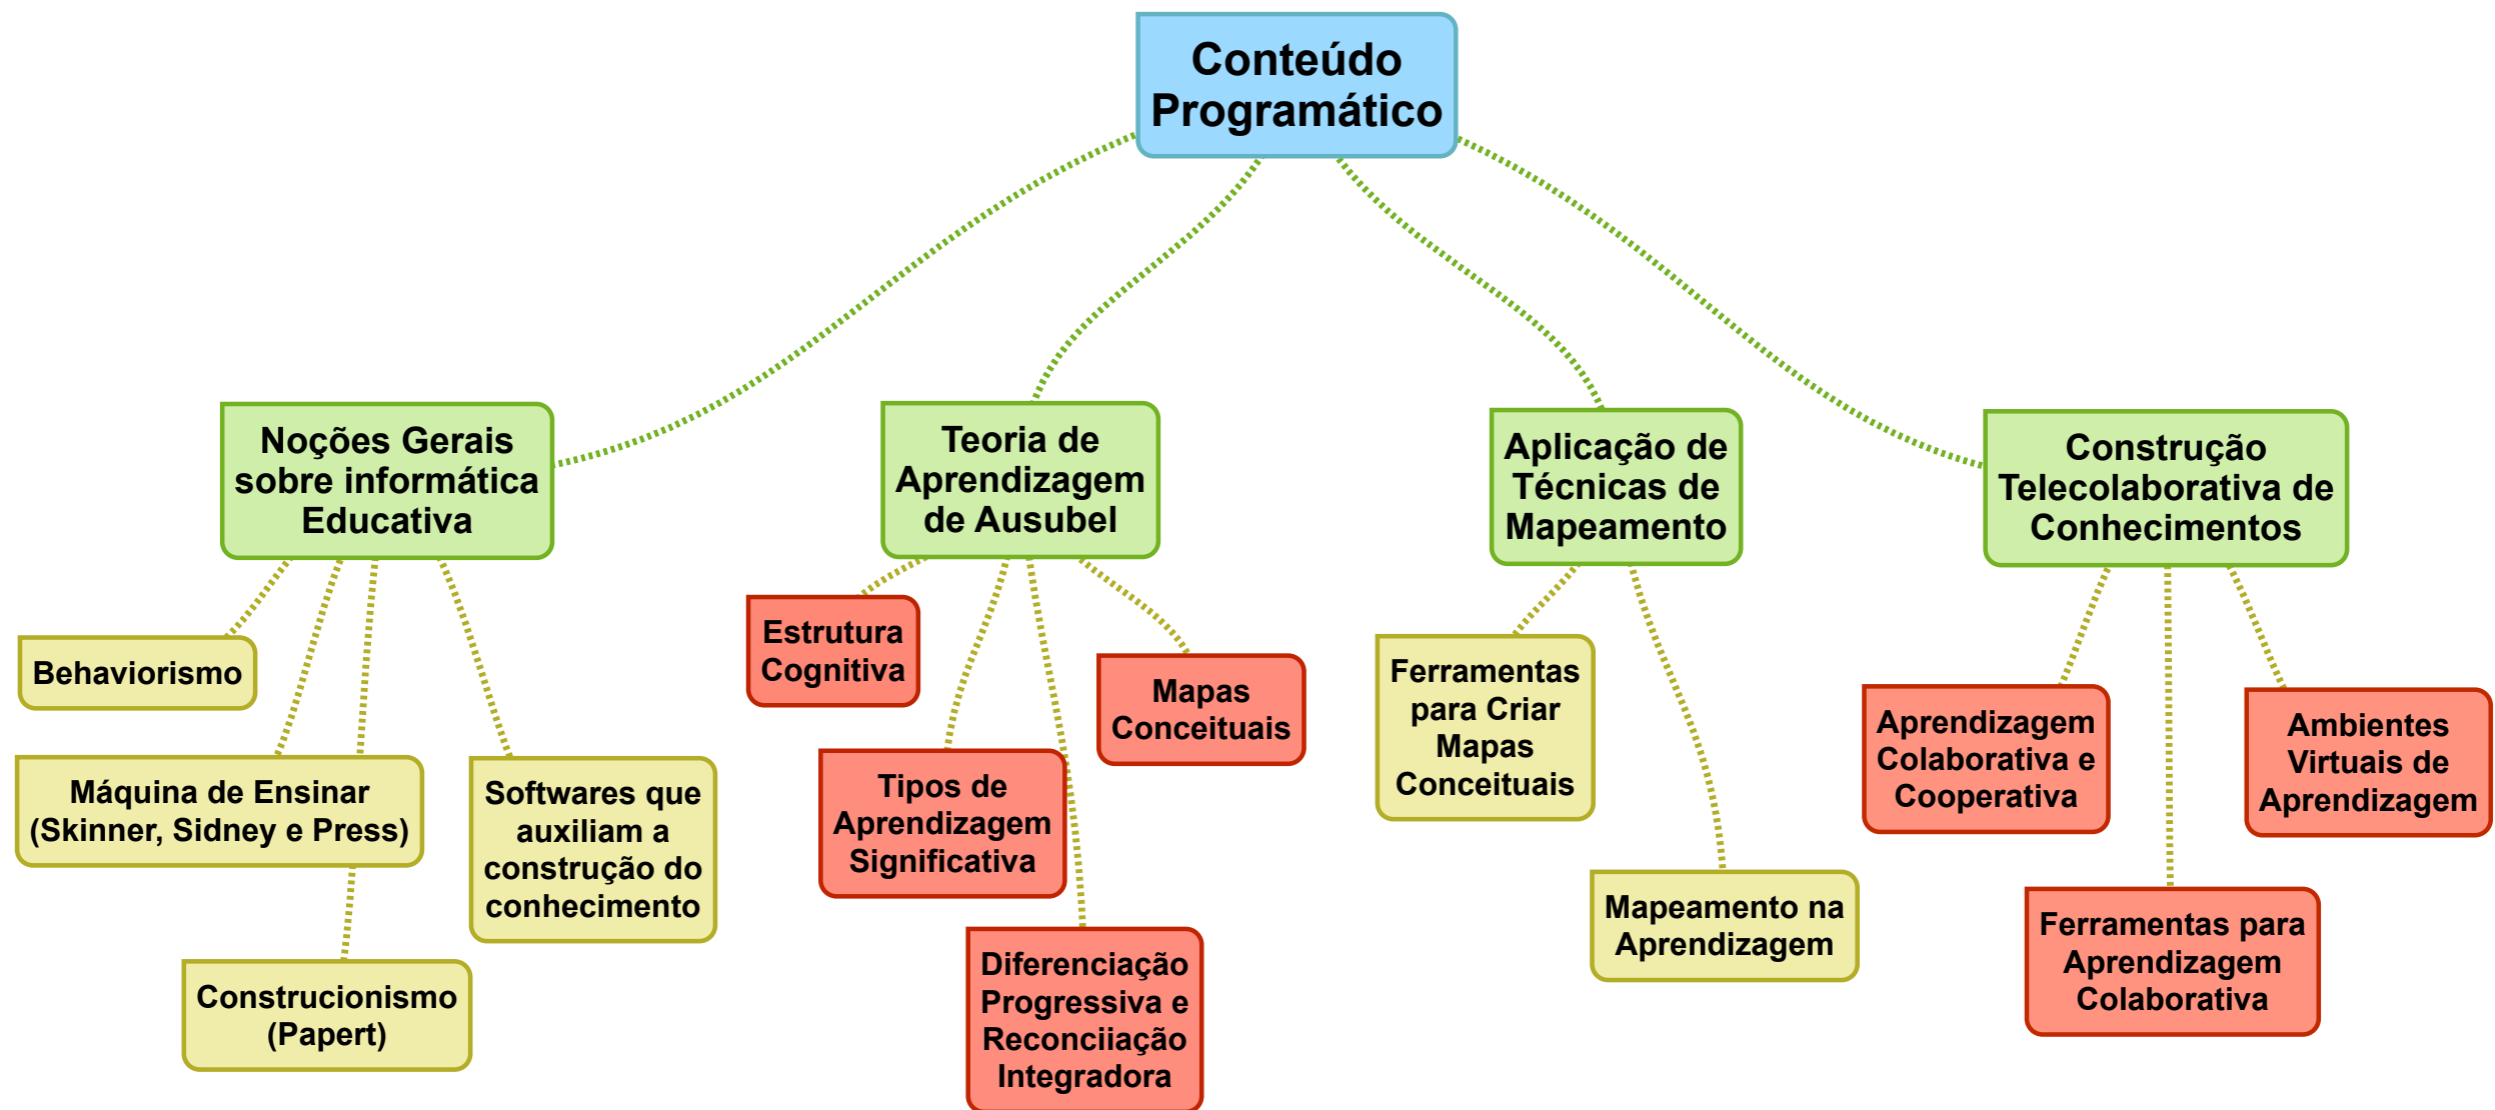 Conteúdo
Programático
Noções Gerais
sobre informática
Educativa
Teoria de
Aprendizagem
de Ausubel
Aplicação de
Técnicas de
Mapeamento
Construção
Telecolaborativa de
Conhecimentos
Behaviorismo
Máquina de Ensinar
(Skinner, Sidney e Press)
Construcionismo
(Papert)
Softwares que
auxiliam a
construção do
conhecimento
Estrutura
Cognitiva
Tipos de
Aprendizagem
Significativa
Diferenciação
Progressiva e
Reconciiação
Integradora
Mapas
Conceituais
Ferramentas
para Criar
Mapas
Conceituais
Mapeamento na
Aprendizagem
Aprendizagem
Colaborativa e
Cooperativa
Ferramentas para
Aprendizagem
Colaborativa
Ambientes
Virtuais de
Aprendizagem